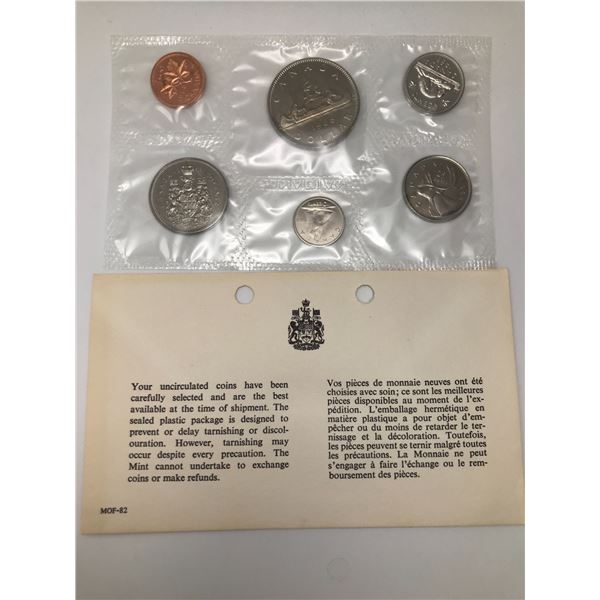 CANADA
DOLLAR
Your uncirculated coins have been
carefully selected and are the best
available at the time of shipment. The
sealed plastic package is designed to
prevent or delay tarnishing or discol-
ouration. However, tarnishing may
occur despite every precaution. The
Mint cannot undertake to exchange
coins or make refunds.
Vos pièces de monnaie neuves ont été
choisies avec soin; ce sont les meilleures
pièces disponibles au moment de l'ex-
pédition. L'emballage hermétique en
matière plastique a pour objet d'em-
pêcher ou du moins de retarder le ter-
nissage et la décoloration. Toutefois,
les pièces peuvent se ternir malgré toutes
les précautions. La Monnaie ne peut
s'engager à faire l'échange ou le rem-
boursement des pièces.
MOF-82